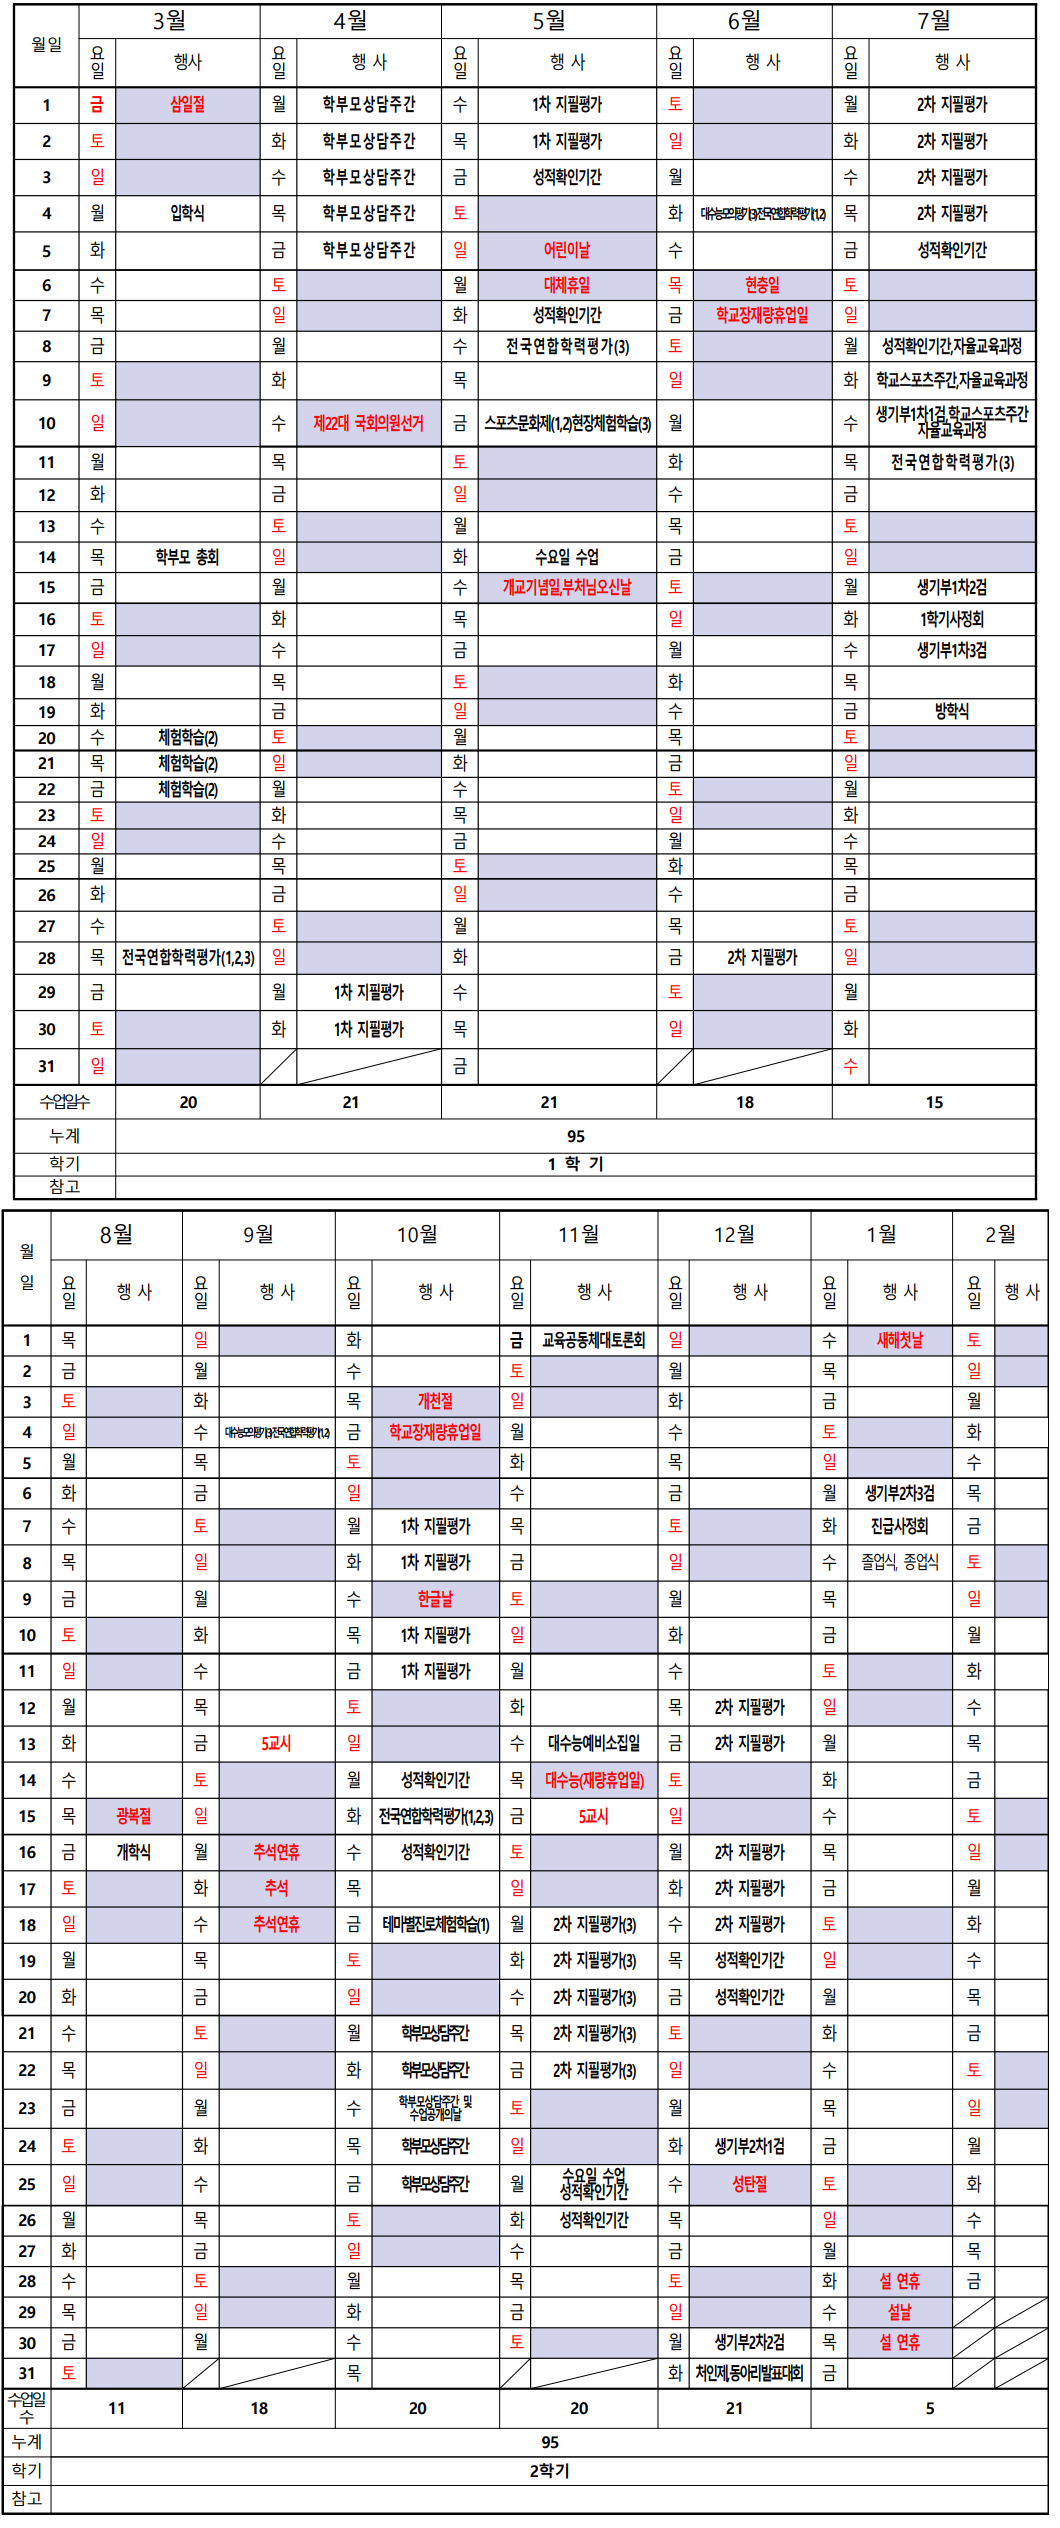 월일 3월 4월 5월 6월 7월
요일 행사 요일 행 사 요일 행 사 요일 행 사 요일 행 사
1 금 삼일절 월 학부모상담주간 수 1차 지필평가 토 월 2차 지필평가
2 토 화 학부모상담주간 목 1차 지필평가 일 화 2차 지필평가
3 일 수 학부모상담주간 금 성적확인기간 월 수 2차 지필평가
4 월 입학식 목 학부모상담주간 토 화 대수능모의평가(3)전국연합학력평가(1,2) 목 2차 지필평가
5 화 금 학부모상담주간 일 어린이날 수 금 성적확인기간
6 수 토 월 대체휴일 목 현충일 토
7 목 일 화 성적확인기간 금 학교장재량휴업일 일
8 금 월 수 전국연합학력평가(3) 토 월 성적확인기간,자율교육과정
9 토 화 목 일 화 학교스포츠주간,자율교육과정
10 일 수 제22대 국회의원선거 금 스포츠문화제(1,2)현장체험학습(3) 월 수 생기부1차1검,학교스포츠주간
자율교육과정
11 월 목 토 화 목 전국연합학력평가(3)
12 화 금 일 수 금
13 수 토 월 목 토
14 목 학부모 총회 일 화 수요일 수업 금 일
15 금 월 수 개교기념일,부처님오신날 토 월 생기부1차2검
16 토 화 목 일 화 1학기사정회
17 일 수 금 월 수 생기부1차3검
18 월 목 토 화 목
19 화 금 일 수 금 방학식
20 수 체험학습(2) 토 월 목 토
21 목 체험학습(2) 일 화 금 일
22 금 체험학습(2) 월 수 토 월
23 토 화 목 일 화
24 일 수 금 월 수
25 월 목 토 화 목
26 화 금 일 수 금
27 수 토 월 목 토
28 목 전국연합학력평가(1,2,3) 일 화 금 2차 지필평가 일
29 금 월 1차 지필평가 수 토 월
30 토 화 1차 지필평가 목 일 화
31 일 금 수
수업일수 20 21 21 18 15
누계 95
학기 1 학 기
참고
월 일 8월 9월 10월 11월 12월 1월 2월
요일 행 사 요일 행 사 요일 행 사 요일 행 사 요일 행 사 요일 행 사 요일 행 사
1 목 일 화 금 교육공동체대토론회 일 수 새해첫날 토
2 금 월 수 토 월 목 일
3 토 화 목 개천절 일 화 금 월
4 일 수 대수능모의평가(3)전국연합학력평가(1,2) 금 학교장재량휴업일 월 수 토 화
5 월 목 토 화 목 일 수
6 화 금 일 수 금 월 생기부2차3검 목
7 수 토 월 1차 지필평가 목 토 화 진급사정회 금
8 목 일 화 1차 지필평가 금 일 수 졸업식, 종업식 토
9 금 월 수 한글날 토 월 목 일
10 토 화 목 1차 지필평가 일 화 금 월
11 일 수 금 1차 지필평가 월 수 토 화
12 월 목 토 화 목 2차 지필평가 일 수
13 화 금 5교시 일 수 대수능예비소집일 금 2차 지필평가 월 목
14 수 토 월 성적확인기간 목 대수능(재량휴업일) 토 화 금
15 목 광복절 일 화 전국연합학력평가(1,2,3) 금 5교시 일 수 토
16 금 개학식 월 추석연휴 수 성적확인기간 토 월 2차 지필평가 목 일
17 토 화 추석 목 일 화 2차 지필평가 금 월
18 일 수 추석연휴 금 테마별진로체험학습(1) 월 2차 지필평가(3) 수 2차 지필평가 토 화
19 월 목 토 화 2차 지필평가(3) 목 성적확인기간 일 수
20 화 금 일 수 2차 지필평가(3) 금 성적확인기간 월 목
21 수 토 월 학부모상담주간 목 2차 지필평가(3) 토 화 금
22 목 일 화 학부모상담주간 금 2차 지필평가(3) 일 수 토
23 금 월 수 학부모상담주간 및 수업공개의날 토 월 목 일
24 토 화 목 학부모상담주간 일 화 생기부2차1검 금 월
25 일 수 금 학부모상담주간 월 수요일 수업 성적확인기간 수 성탄절 토 화
26 월 목 토 화 성적확인기간 목 일 수
27 화 금 일 수 금 월 목
28 수 토 월 목 토 화 설 연휴 금
29 목 일 화 금 일 수 설날
30 금 월 수 토 월 생기부2차2검 목 설 연휴
31 토 목 화 처인제,동아리발표대회 금
수업일수 11 18 20 20 21 5
누계 95
학기 2학기
참고